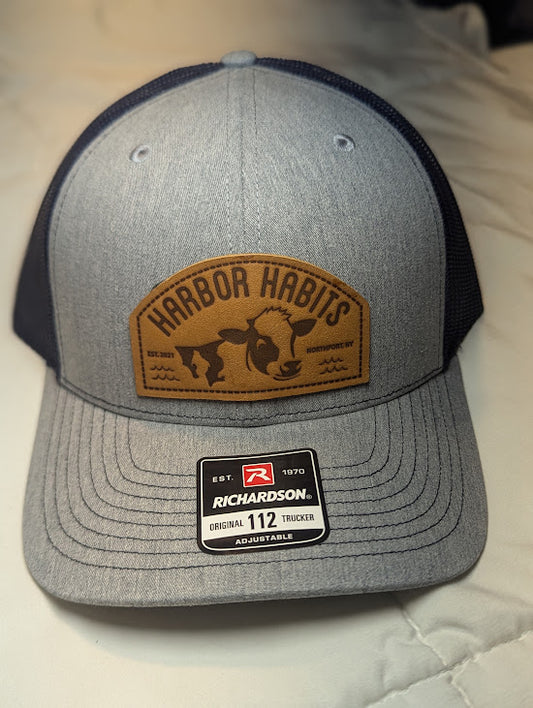 HARBOR HABITS
EST. 2021
NORTHPORT, NY
EST. R 1970
RICHARDSON®
ORIGINAL 112 TRUCKER
ADJUSTABLE